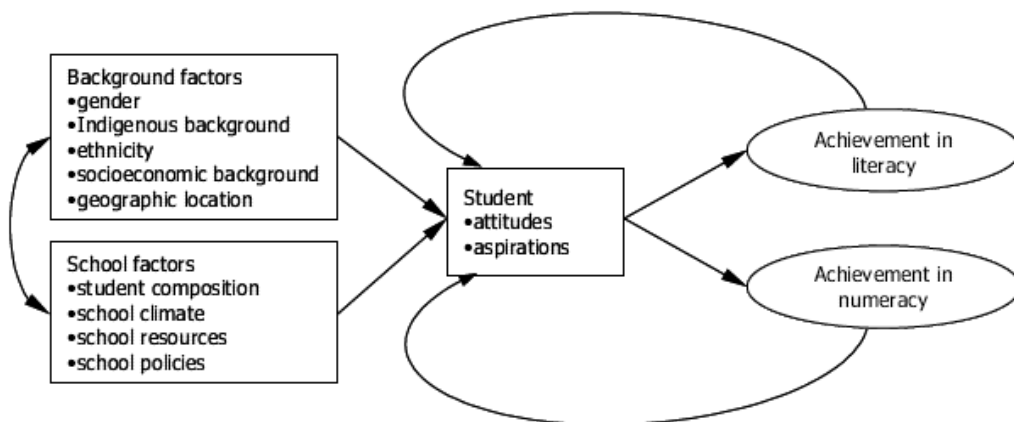 Background factors
•gender
•Indigenous background
•ethnicity
•socioeconomic background
•geographic location
School factors
•student composition
•school climate
•school resources
•school policies
Student
•attitudes
•aspirations
Achievement in
literacy
Achievement in
numeracy